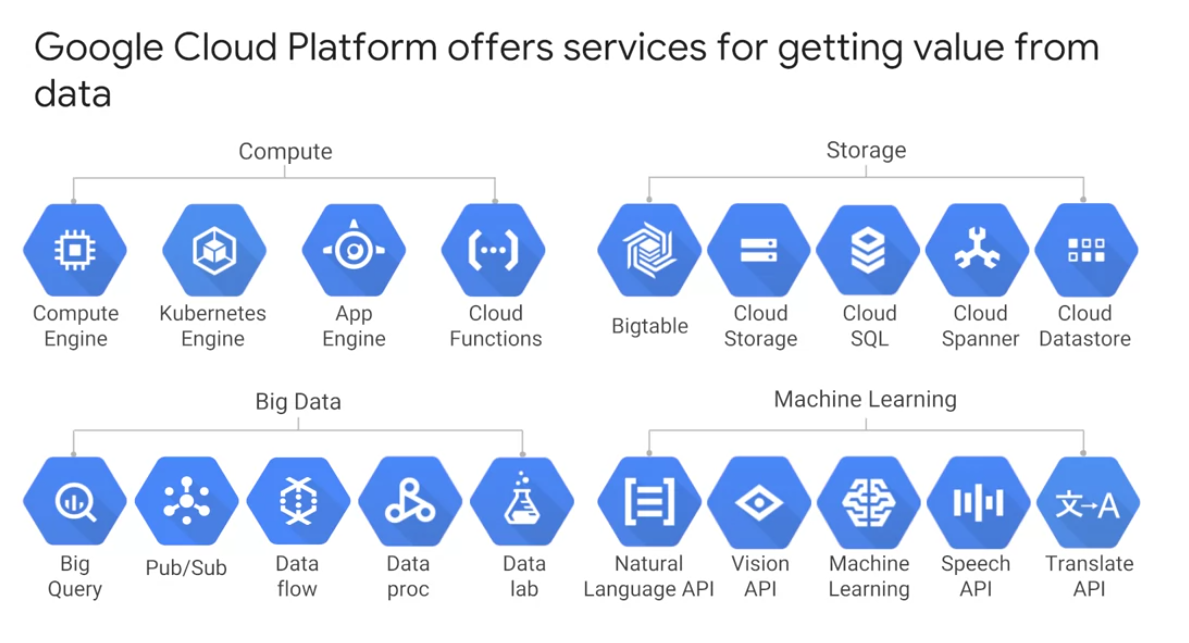 Google Cloud Platform offers services for getting value from
data
Compute
Compute
Engine
Kubernetes
Engine
App
Engine
Cloud
Functions
Storage
Bigtable
Cloud
Storage
Cloud
SQL
Cloud
Spanner
Cloud
Datastore
Big Data
Big
Query
Pub/Sub
Data
flow
Data
proc
Data
lab
Machine Learning
Natural
Language API
Vision
API
Machine
Learning
Speech
API
文→A
Translate
API